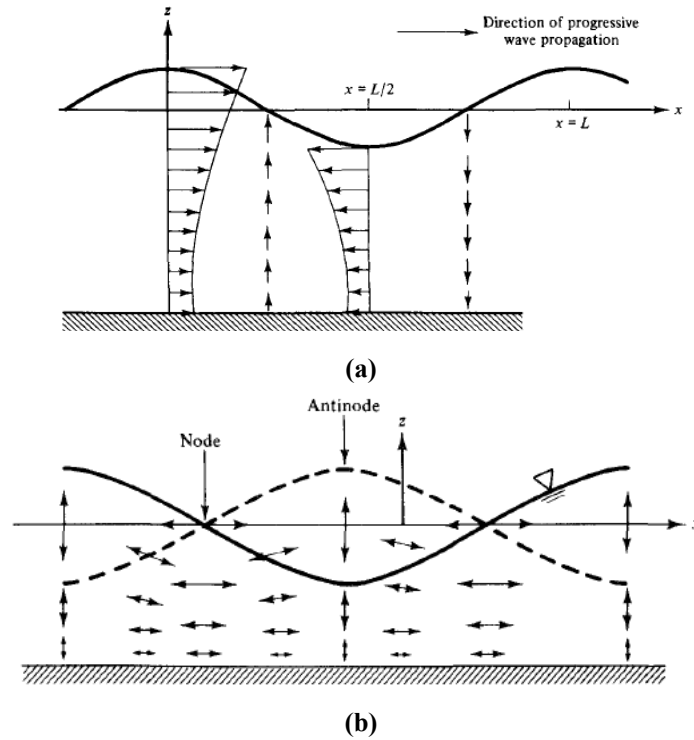 z
Direction of progressive
wave propagation
x = L/2
x
x = L
(a)
Antinode
z
Node
(b)